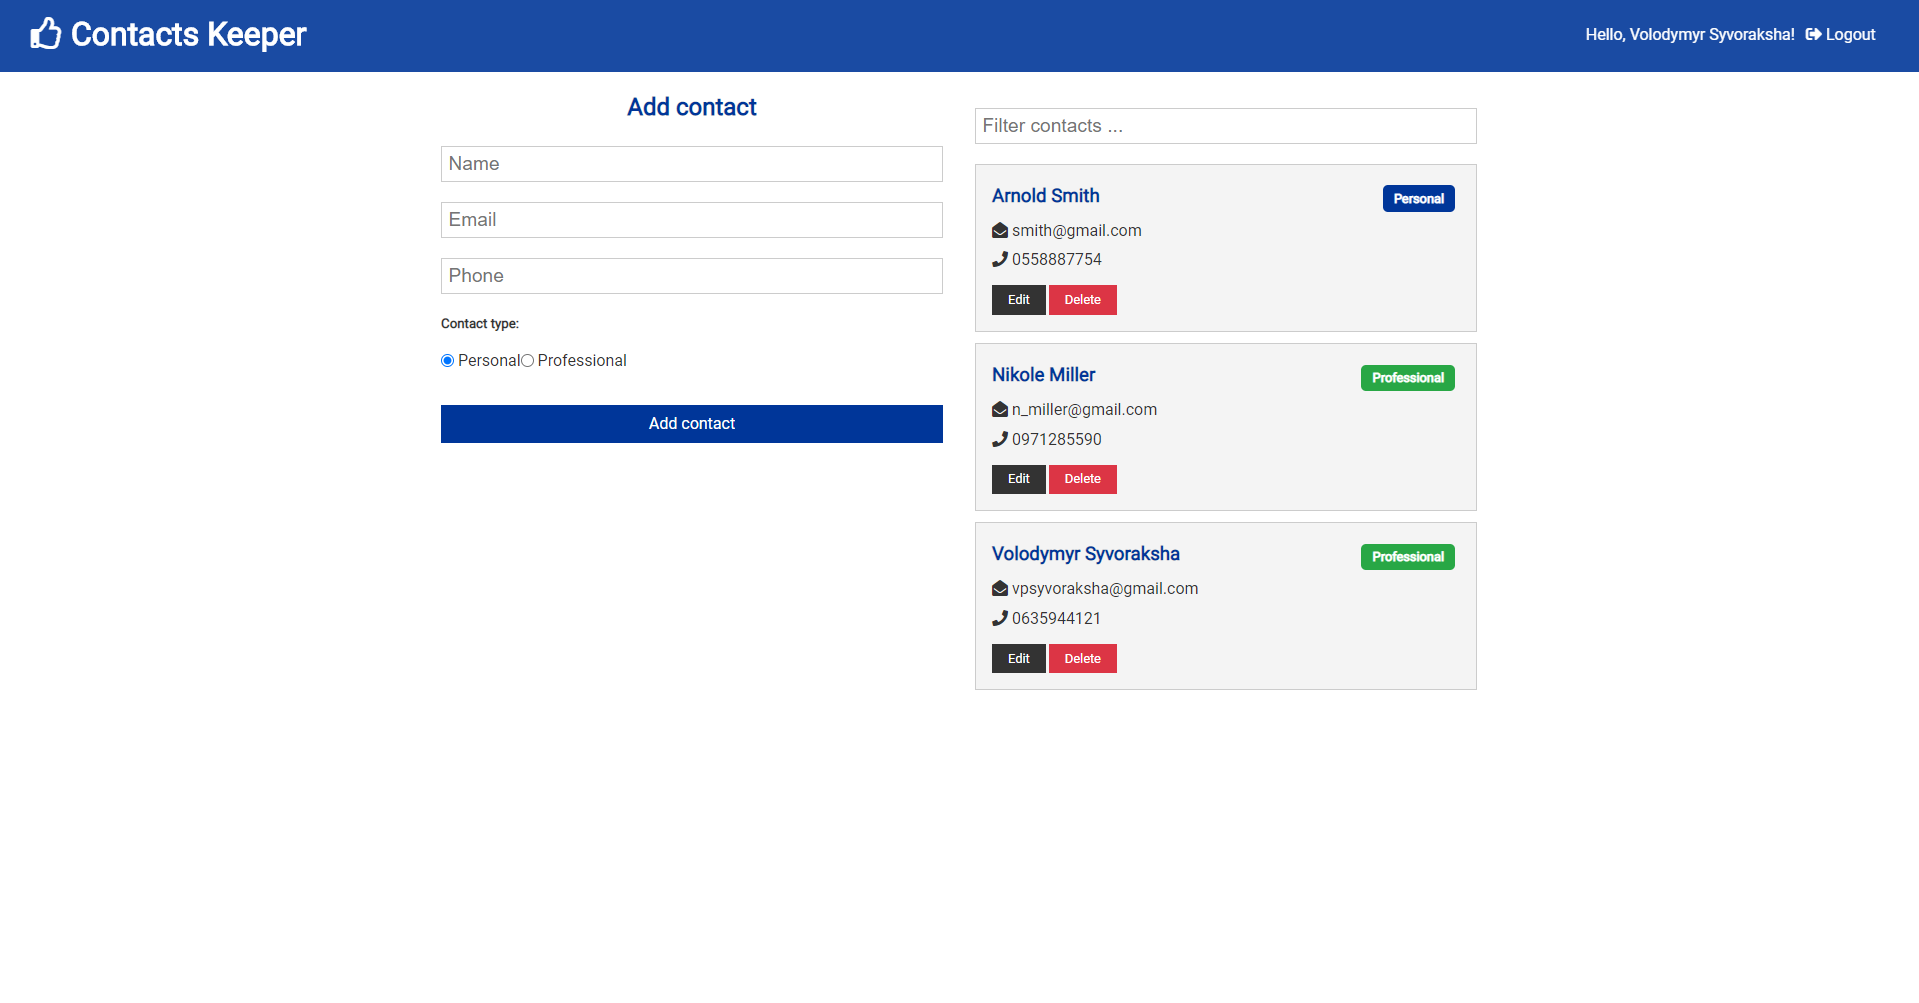 Contacts Keeper
Hello, Volodymyr Syvoraksha! Logout
Add contact
Name
Email
Phone
Contact type:
Personal Professional
Add contact
Filter contacts ...
Arnold Smith
Personal
smith@gmail.com
0558887754
Edit Delete
Nikole Miller
Professional
n_miller@gmail.com
0971285590
Edit Delete
Volodymyr Syvoraksha
Professional
vpsyvoraksha@gmail.com
0635944121
Edit Delete